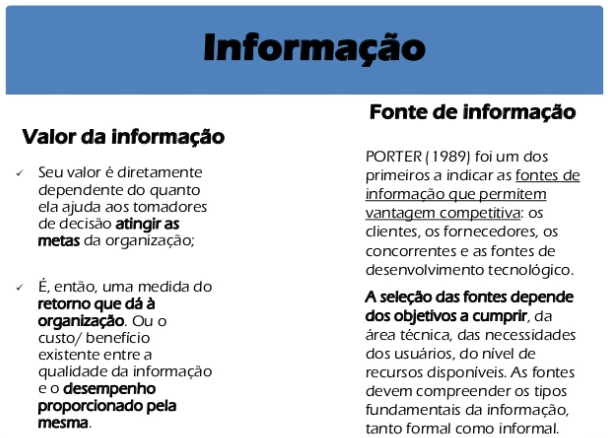 Informação
Valor da informação
✓ Seu valor é diretamente
dependente do quanto
ela ajuda aos tomadores
de decisão atingir as
metas da organização;
✓ É, então, uma medida do
retorno que dá à
organização. Ou o
custo/ benefício
existente entre a
qualidade da informação
e o desempenho
proporcionado pela
mesma.
Fonte de informação
PORTER (1989) foi um dos
primeiros a indicar as fontes de
informação que permitem
vantagem competitiva: os
clientes, os fornecedores, os
concorrentes e as fontes de
desenvolvimento tecnológico.
A seleção das fontes depende
dos objetivos a cumprir, da
área técnica, das necessidades
dos usuários, do nível de
recursos disponíveis. As fontes
devem compreender os tipos
fundamentais da informação,
tanto formal como informal.